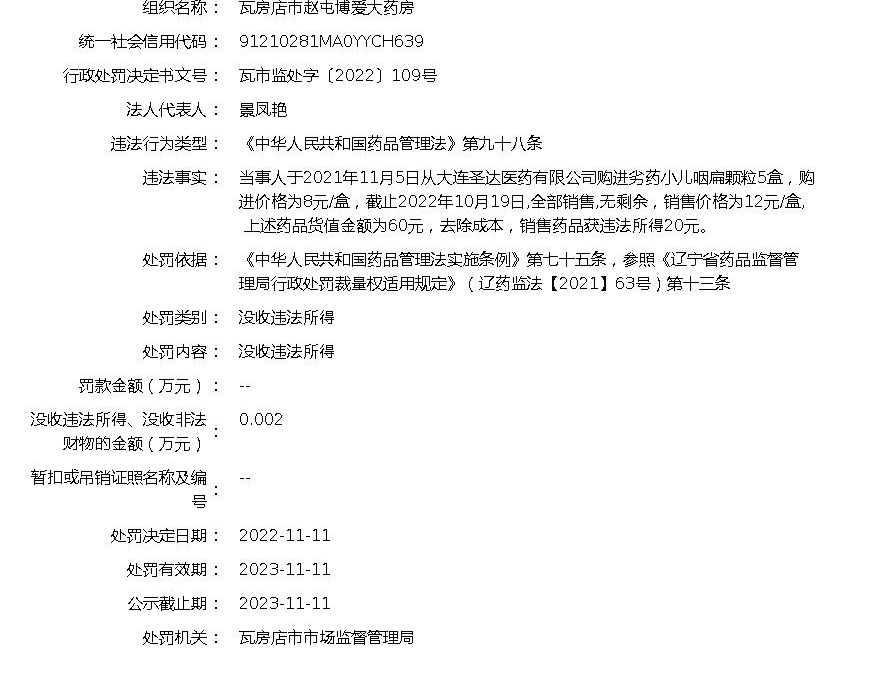 组织名称： 瓦房店市赵屯博爱大药房
统一社会信用代码： 91210281MA0YYCH639
行政处罚决定书文号： 瓦市监处字〔2022〕109号
法人代表人： 景凤艳
违法行为类型： 《中华人民共和国药品管理法》第九十八条
违法事实： 当事人于2021年11月5日从大连圣达医药有限公司购进劣药小儿咽扁颗粒5盒，购
进价格为8元/盒，截止2022年10月19日,全部销售,无剩余，销售价格为12元/盒,
上述药品货值金额为60元，去除成本，销售药品获违法所得20元。
处罚依据： 《中华人民共和国药品管理法实施条例》第七十五条，参照《辽宁省药品监督管
理局行政处罚裁量权适用规定》（辽药监法【2021】63号）第十三条
处罚类别： 没收违法所得
处罚内容： 没收违法所得
罚款金额（万元）： --
没收违法所得、没收非法
财物的金额（万元）： 0.002
暂扣或吊销证照名称及编
号： --
处罚决定日期： 2022-11-11
处罚有效期： 2023-11-11
公示截止期： 2023-11-11
处罚机关： 瓦房店市市场监督管理局